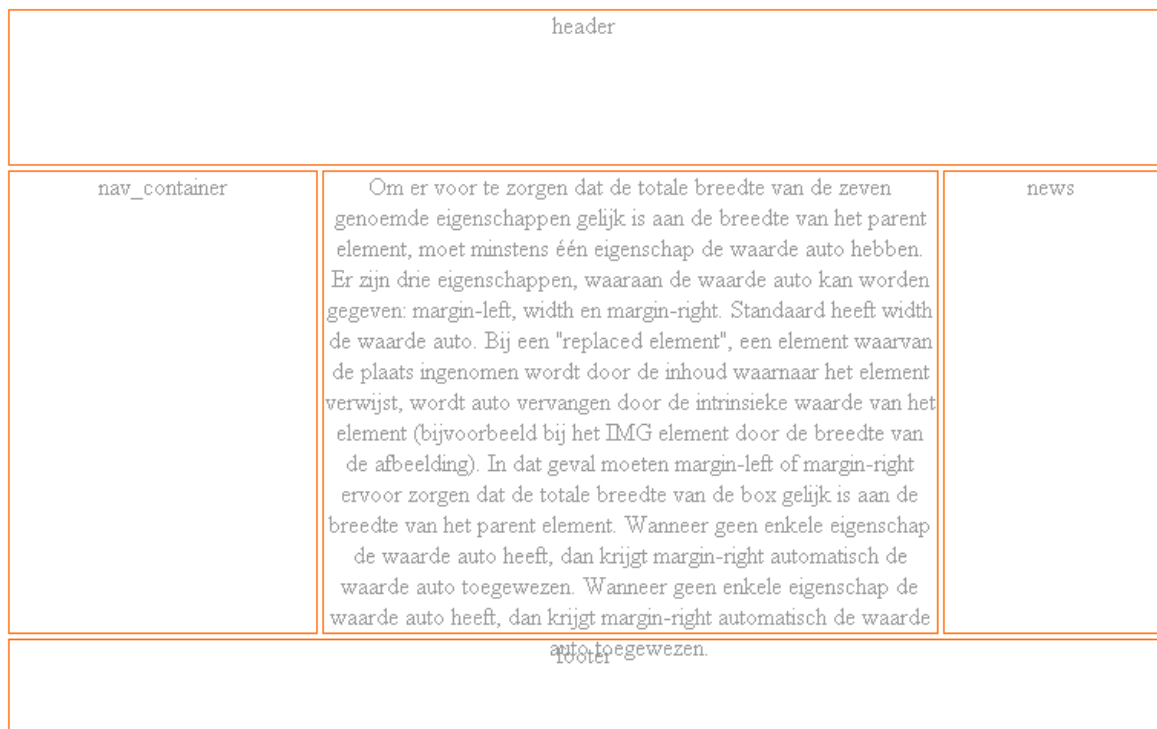 header
nav_container
Om er voor te zorgen dat de totale breedte van de zeven
genoemde eigenschappen gelijk is aan de breedte van het parent
element, moet minstens één eigenschap de waarde auto hebben.
Er zijn drie eigenschappen, waaraan de waarde auto kan worden
gegeven: margin-left, width en margin-right. Standaard heeft width
de waarde auto. Bij een "replaced element", een element waarvan
de plaats ingenomen wordt door de inhoud waarnaar het element
verwijst, wordt auto vervangen door de intrinsieke waarde van het
element (bijvoorbeeld bij het IMG element door de breedte van
de afbeelding). In dat geval moeten margin-left of margin-right
ervoor zorgen dat de totale breedte van de box gelijk is aan de
breedte van het parent element. Wanneer geen enkele eigenschap
de waarde auto heeft, dan krijgt margin-right automatisch de
waarde auto toegewezen. Wanneer geen enkele eigenschap de
waarde auto heeft, dan krijgt margin-right automatisch de waarde
auto toegewezen.
news
footer